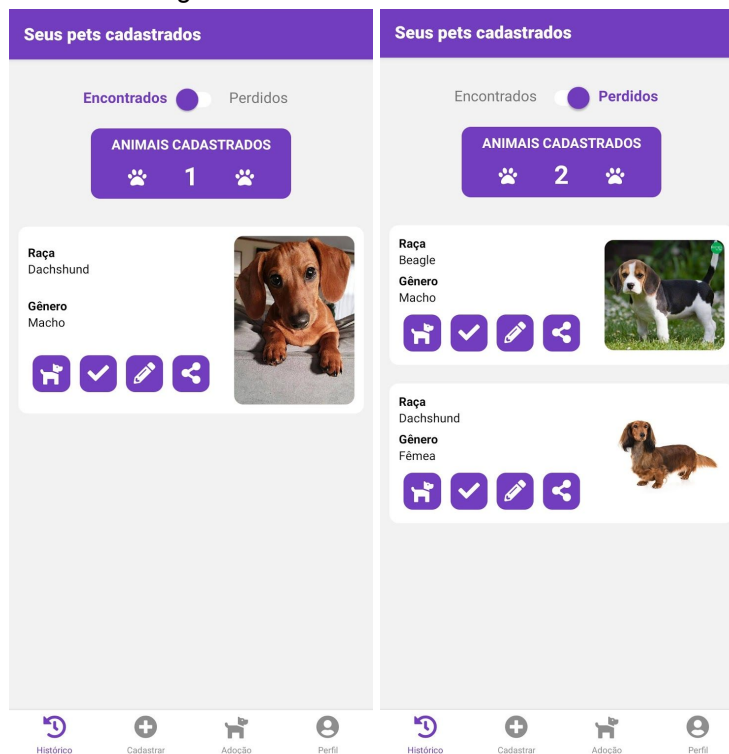 Seus pets cadastrados
Encontrados Perdidos
ANIMAIS CADASTRADOS
1
Raça
Dachshund
Gênero
Macho
Histórico Cadastrar Adoção Perfil
Seus pets cadastrados
Encontrados Perdidos
ANIMAIS CADASTRADOS
2
Raça
Beagle
Gênero
Macho
Raça
Dachshund
Gênero
Fêmea
Histórico Cadastrar Adoção Perfil